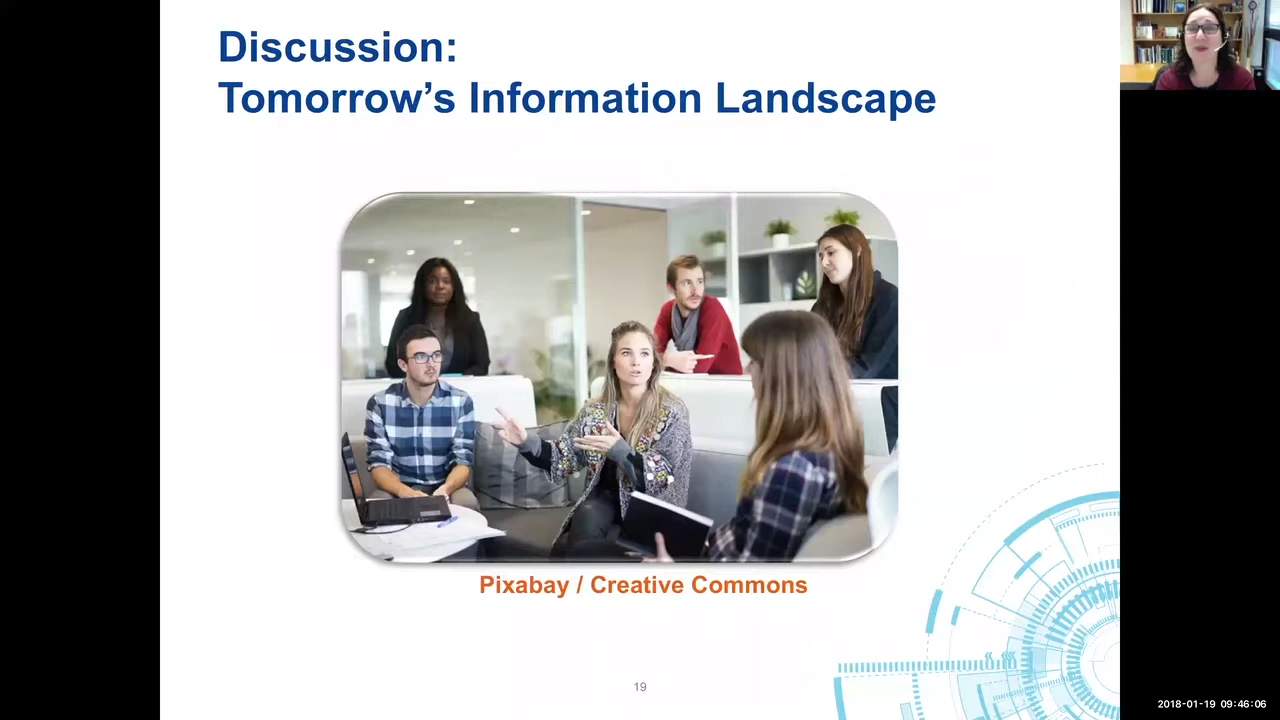 Discussion:
Tomorrow’s Information Landscape
Pixabay / Creative Commons
19
2018-01-19 09:46:06